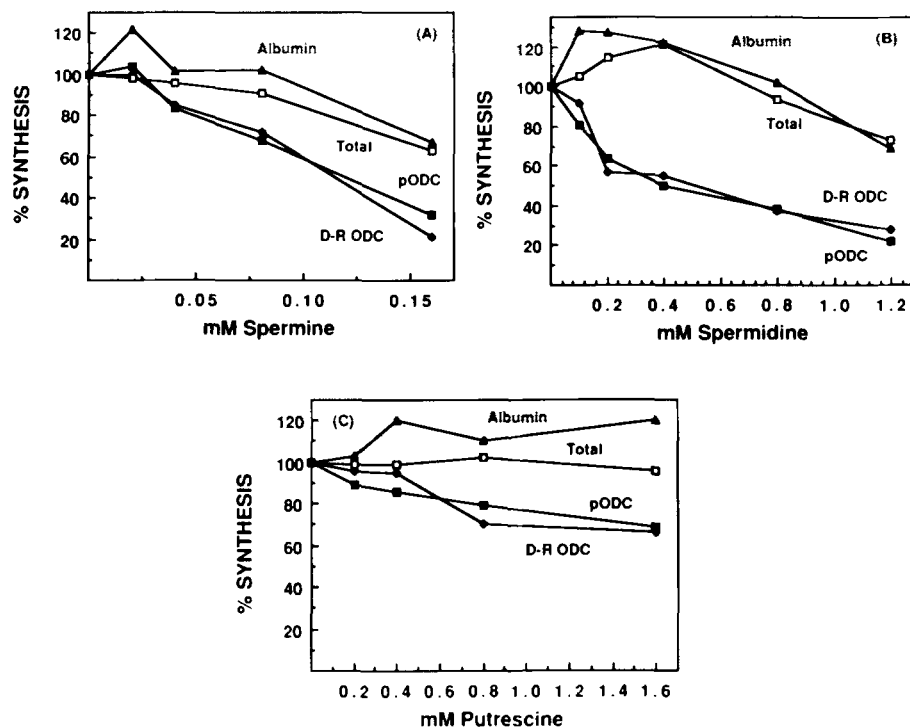 (A)
% SYNTHESIS
120
100
80
60
40
20
Albumin
Total
pODC
D-R ODC
0.05
0.10
0.15
mM Spermine
(B)
% SYNTHESIS
120
100
80
60
40
20
Albumin
Total
D-R ODC
pODC
0.2
0.4
0.6
0.8
1.0
1.2
mM Spermidine
(C)
% SYNTHESIS
120
100
80
60
40
20
Albumin
Total
pODC
D-R ODC
0.2
0.4
0.6
0.8
1.0
1.2
1.4
1.6
mM Putrescine